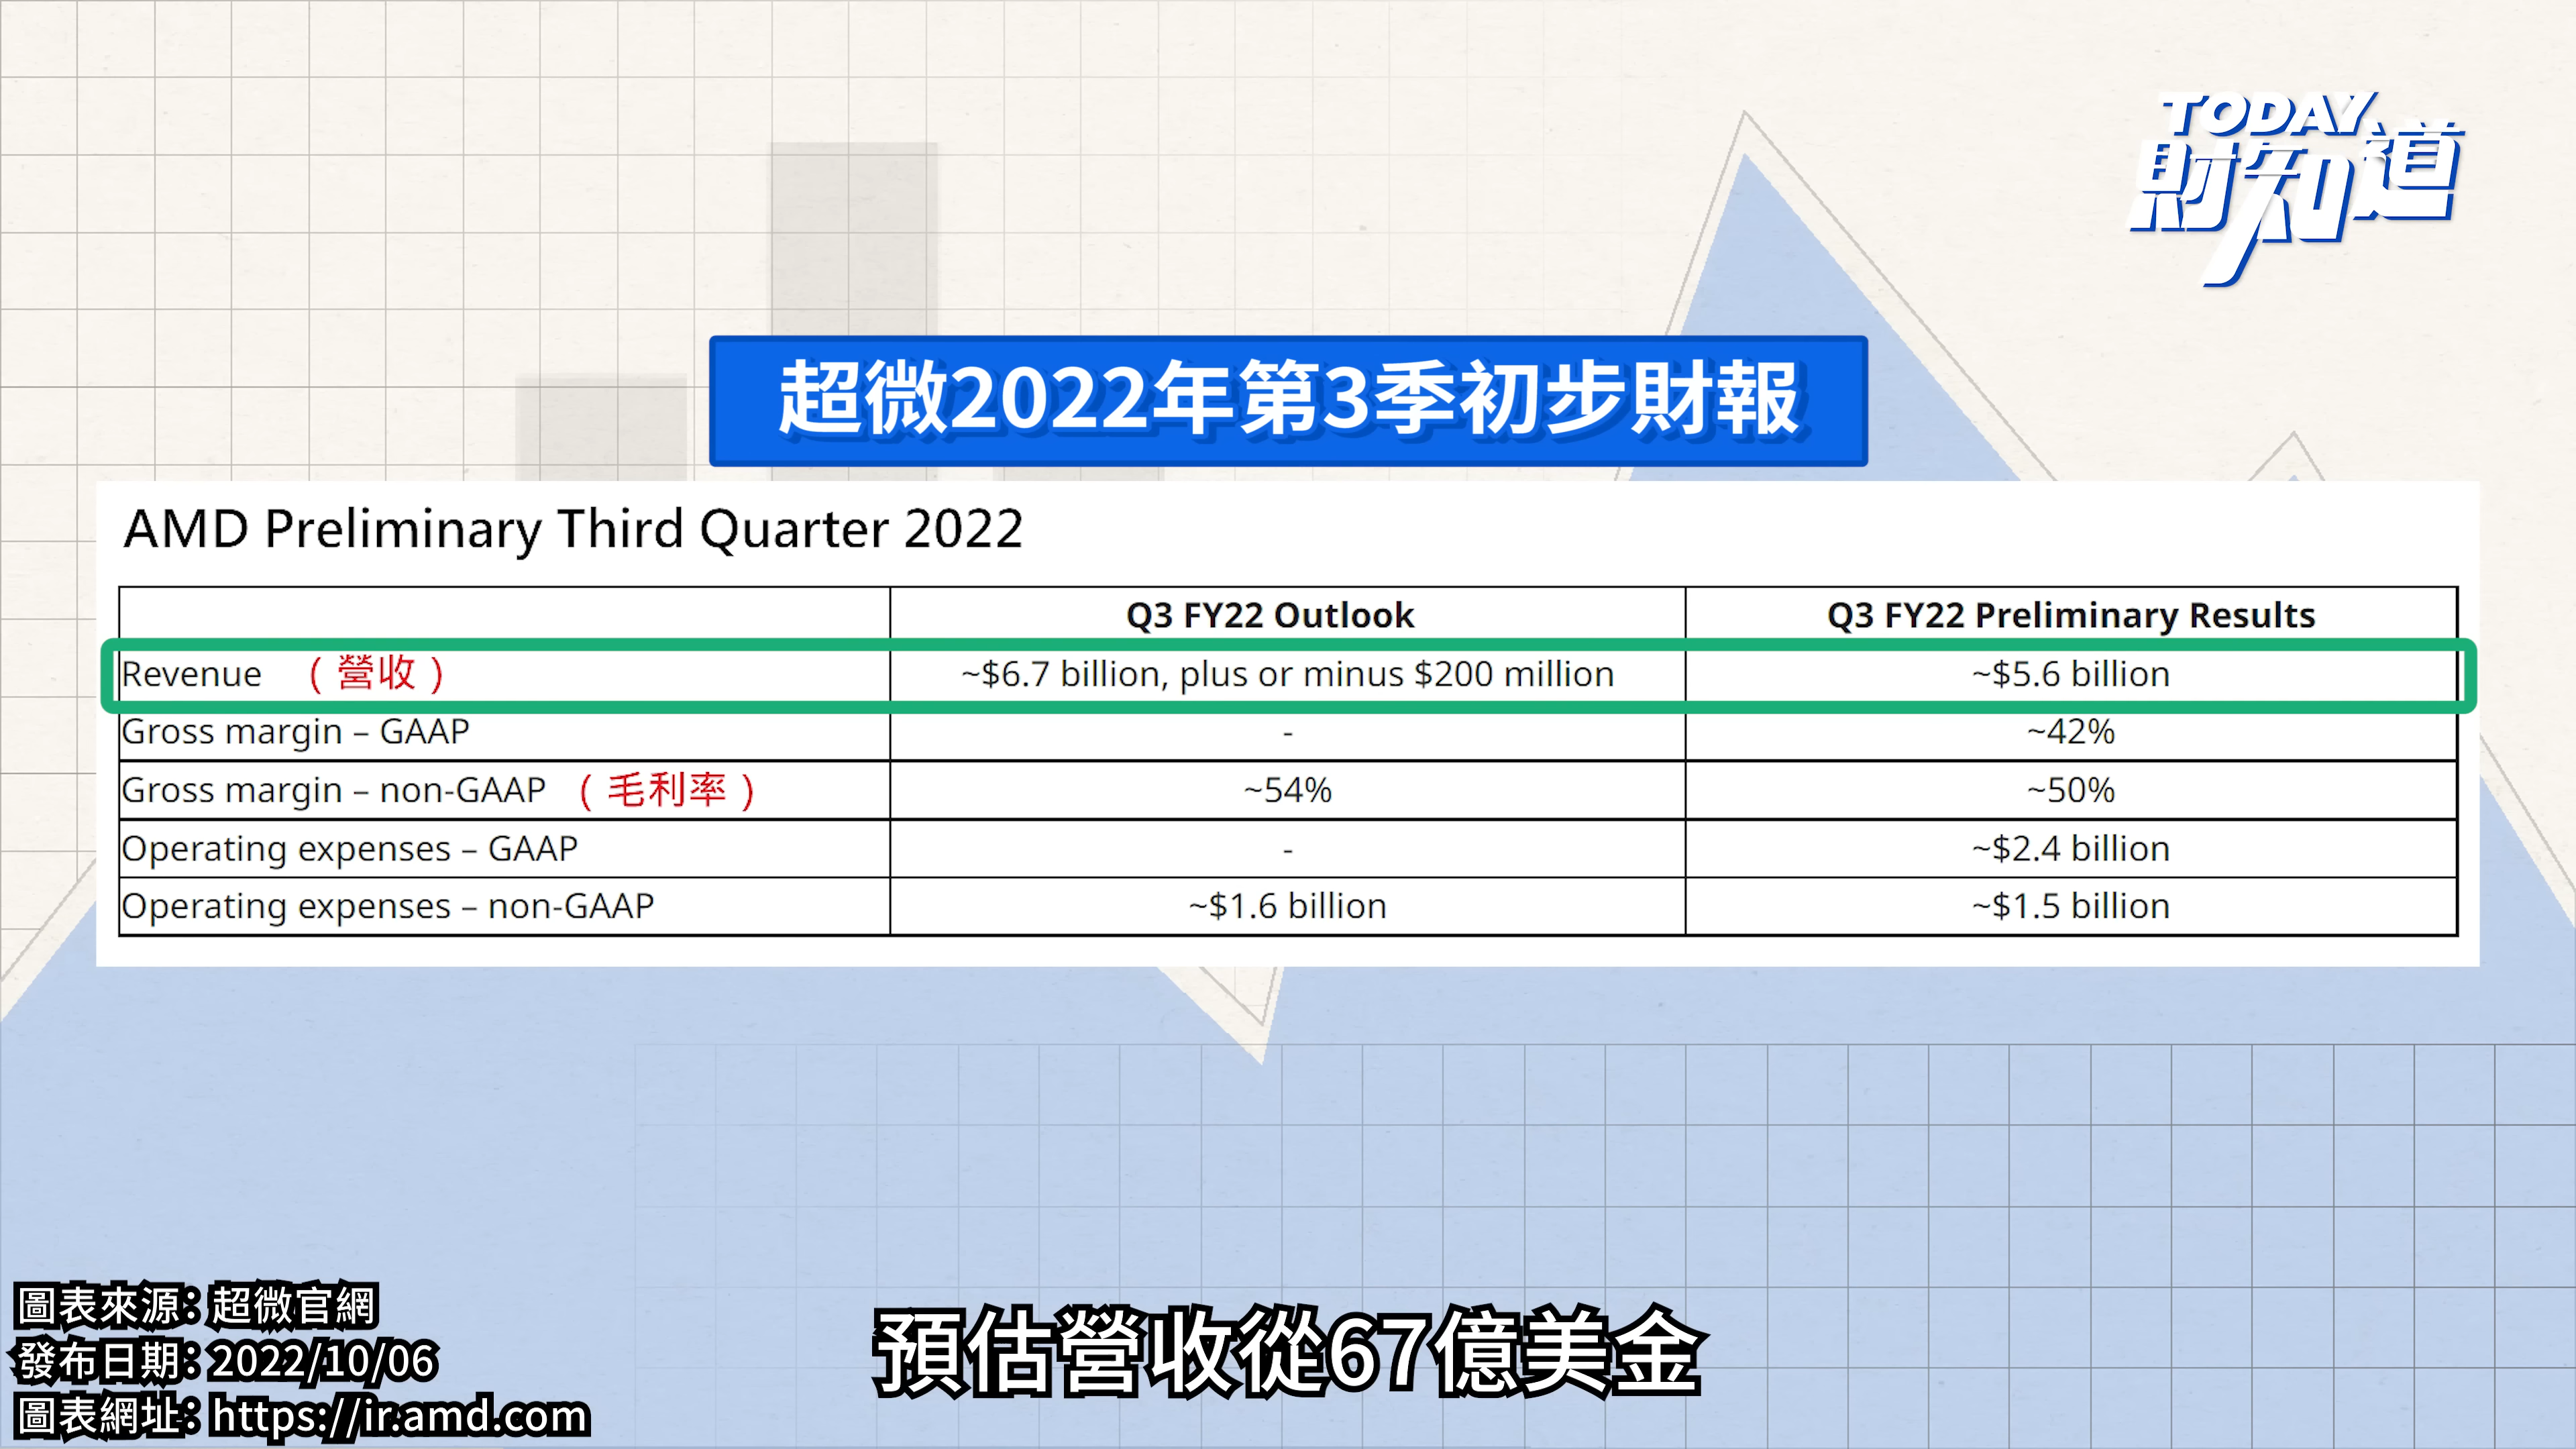 TODAY
財知道
超微2022年第3季初步財報
AMD Preliminary Third Quarter 2022
Q3 FY22 Outlook Q3 FY22 Preliminary Results
Revenue （營收） ~$6.7 billion, plus or minus $200 million ~$5.6 billion
Gross margin – GAAP - ~42%
Gross margin – non-GAAP （毛利率） ~54% ~50%
Operating expenses – GAAP - ~$2.4 billion
Operating expenses – non-GAAP ~$1.6 billion ~$1.5 billion
圖表來源：超微官網
發布日期：2022/10/06
圖表網址：https://ir.amd.com
預估營收從67億美金